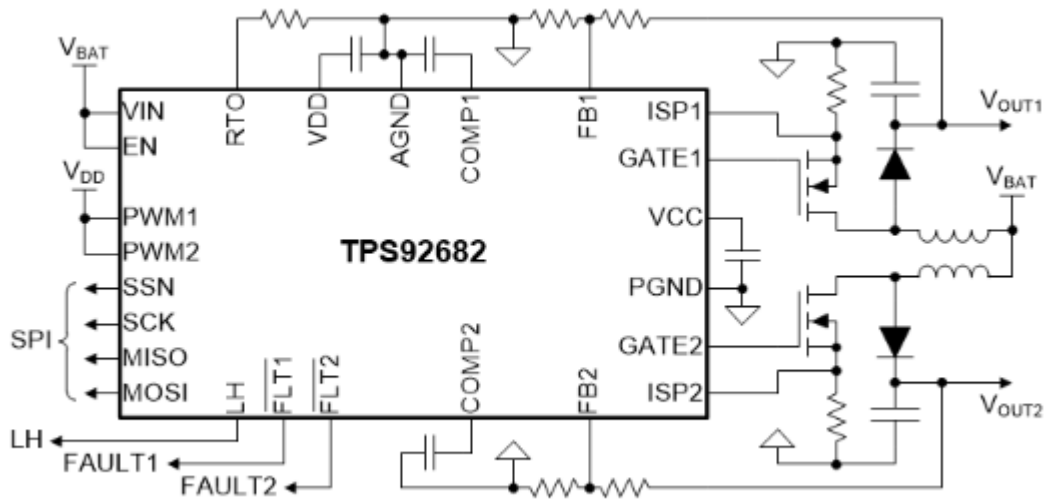 VBAT
VIN
EN
VDD
PWM1
PWM2
SPI
SSN
SCK
MISO
MOSI
RTO
VDD
AGND
COMP1
FB1
ISP1
GATE1
VCC
PGND
GATE2
ISP2
TPS92682
LH
FLT1
FLT2
COMP2
FB2
LH
FAULT1
FAULT2
VOUT1
VBAT
VOUT2